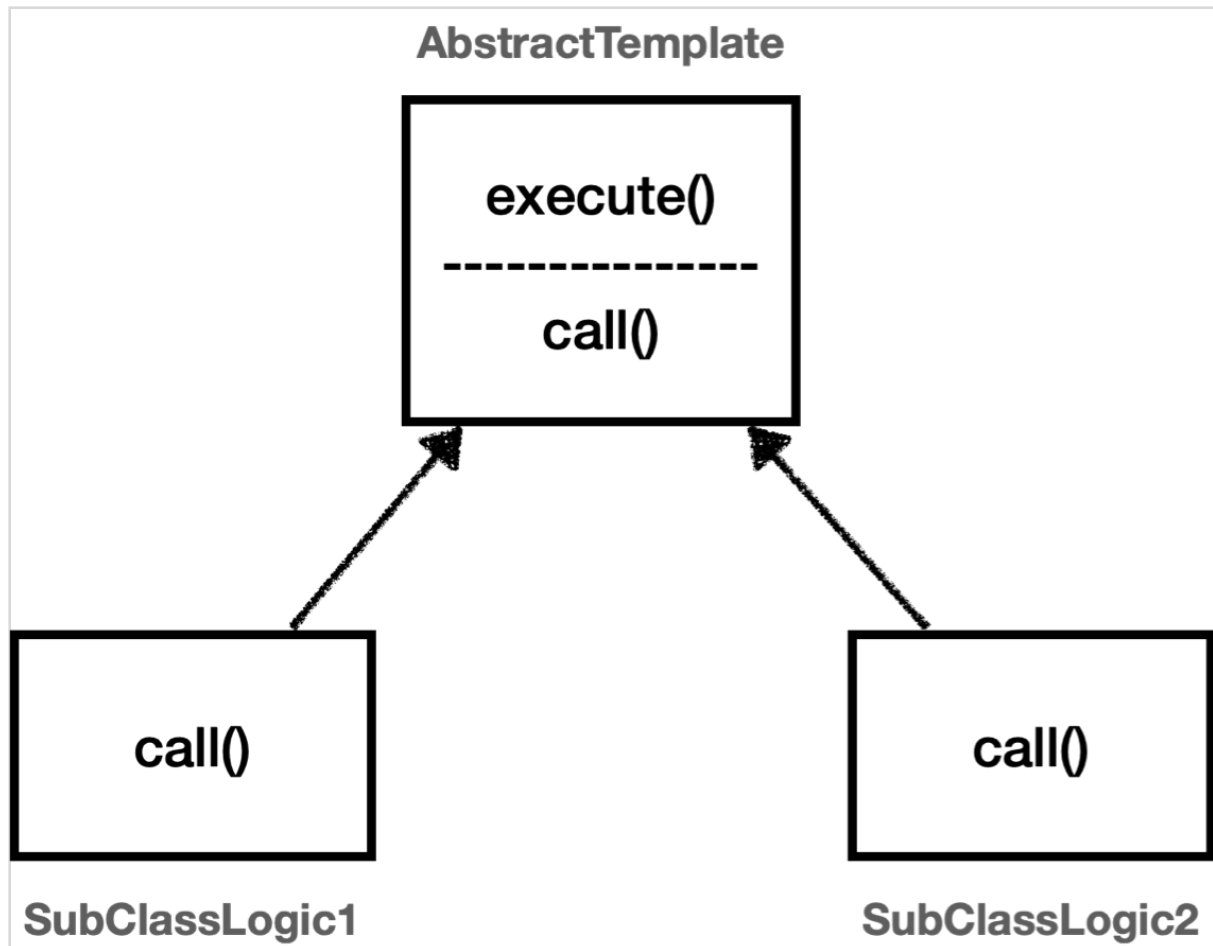 AbstractTemplate
execute()
---------------
call()
call()
call()
SubClassLogic1
SubClassLogic2